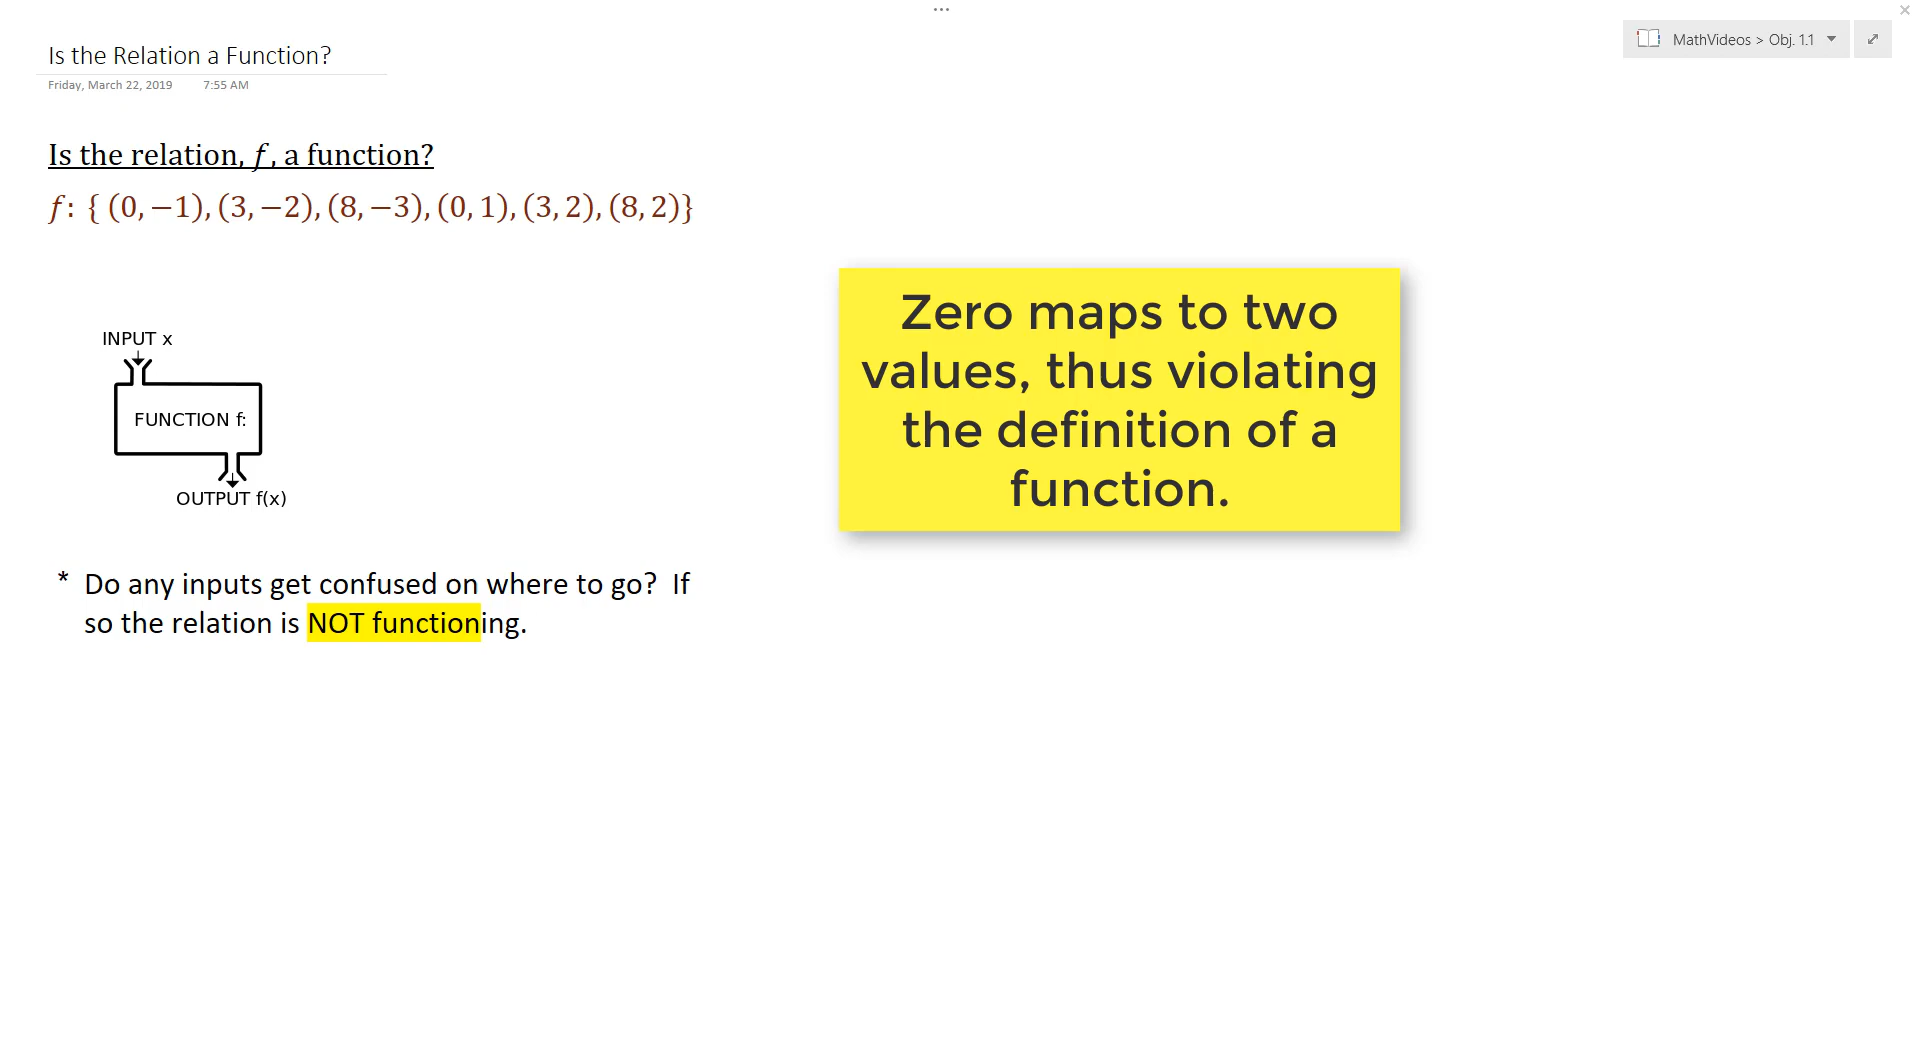 ...
Is the Relation a Function?
MathVideos > Obj. 1.1
Friday, March 22, 2019 7:55 AM
Is the relation, f, a function?
f: { (0, −1), (3, −2), (8, −3), (0, 1), (3, 2), (8, 2)}
Zero maps to two
values, thus violating
the definition of a
function.
INPUT x
FUNCTION f:
OUTPUT f(x)
* Do any inputs get confused on where to go? If
so the relation is NOT functioning.